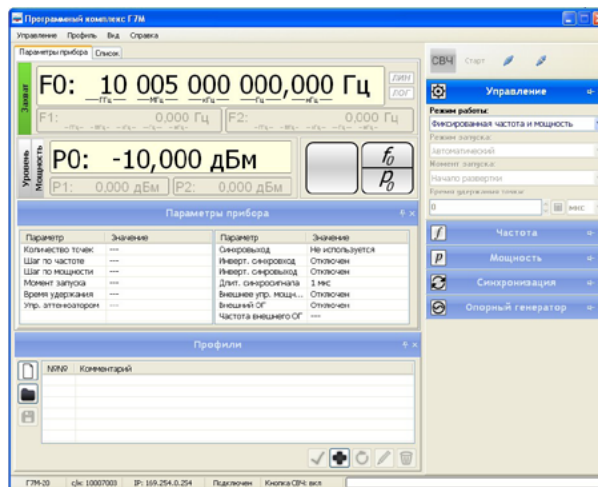 Программный комплекс Г7М
Управление Профиль Вид Справка
Параметры прибора Список
Захват
F0: 10 005 000 000,000 Гц
ГГц МГц кГц Гц мГц
ЛИН
ЛОГ
F1: 0,000 Гц F2: 0,000 Гц
Уровень Мощность
P0: -10,000 дБм
P1: 0,000 дБм P2: 0,000 дБм
f0
P0
Параметры прибора
Параметр Значение
Количество точек ---
Шаг по частоте ---
Шаг по мощности ---
Момент запуска ---
Время удержания ---
Упр. аттенюатором ---
Параметр Значение
Синхровыход Не используется
Инверт. синхровход Отключен
Инверт. синхровыход Отключен
Длит. синхросигнала 1 мкс
Внешнее упр. мощн... Отключен
Внешний ОГ Отключен
Частота внешнего ОГ ---
Профили
№№ Комментарий
СВЧ Старт
Управление
Режим работы:
Фиксированная частота и мощность
Режим запуска:
Автоматический
Момент запуска:
Начало развертки
Время удержания точки:
0 мкс
f Частота
P Мощность
Синхронизация
Опорный генератор
Г7М-20 с/н: 10007003 IP: 169.254.0.254 Подключен Кнопка СВЧ: вкл